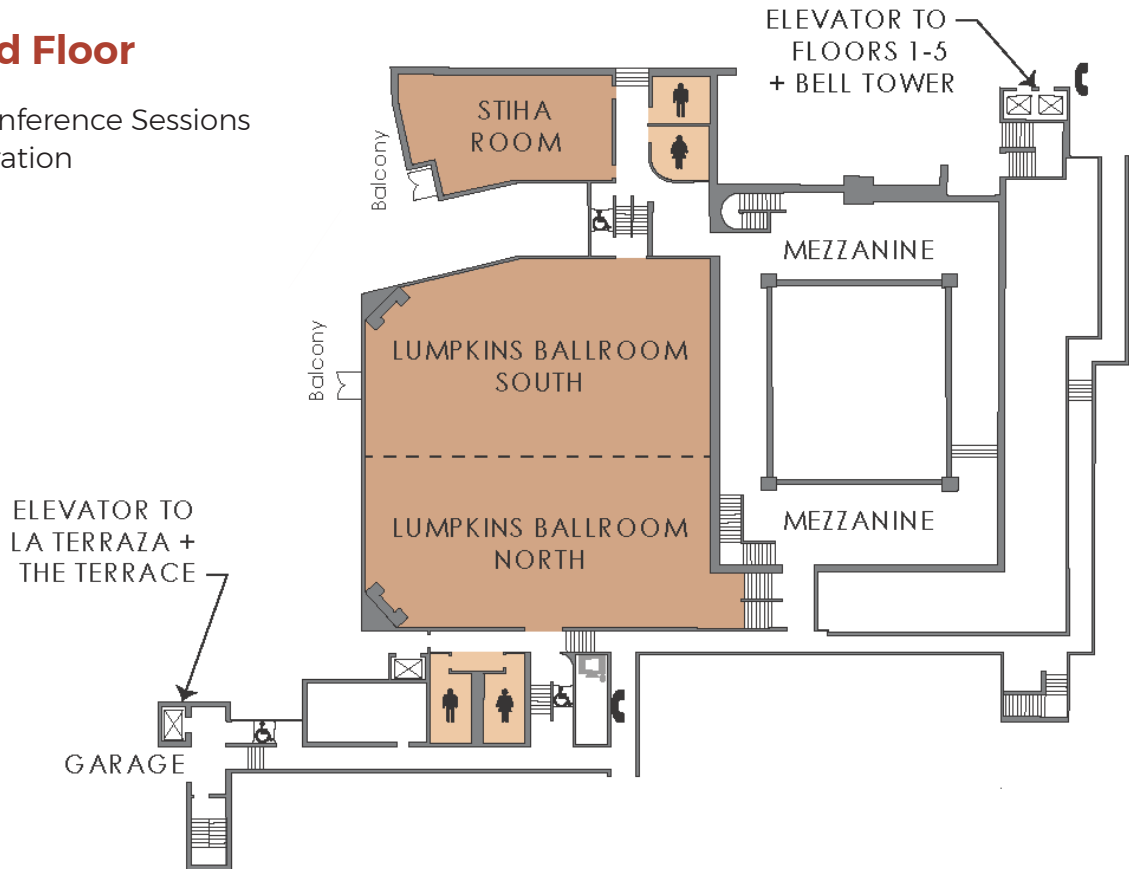 d Floor
nference Sessions
ration
ELEVATOR TO
FLOORS 1-5
+ BELL TOWER
STIHA
ROOM
Balcony
MEZZANINE
LUMPKINS BALLROOM
SOUTH
Balcony
LUMPKINS BALLROOM
NORTH
MEZZANINE
ELEVATOR TO
LA TERRAZA +
THE TERRACE
GARAGE